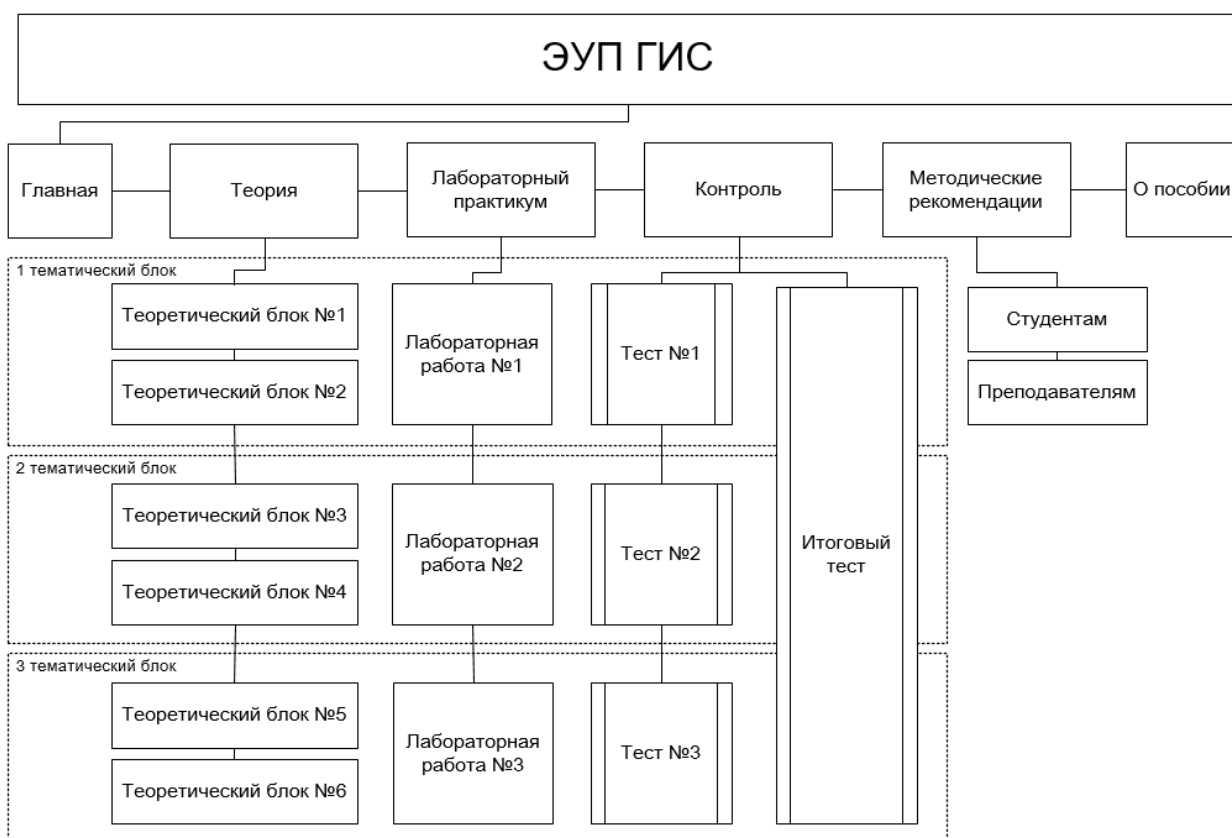 ЭУП ГИС
Главная
Теория
Лабораторный
практикум
Контроль
Методические
рекомендации
О пособии
1 тематический блок
Теоретический блок №1
Теоретический блок №2
Лабораторная
работа №1
Тест №1
Студентам
Преподавателям
2 тематический блок
Теоретический блок №3
Теоретический блок №4
Лабораторная
работа №2
Тест №2
Итоговый
тест
3 тематический блок
Теоретический блок №5
Теоретический блок №6
Лабораторная
работа №3
Тест №3